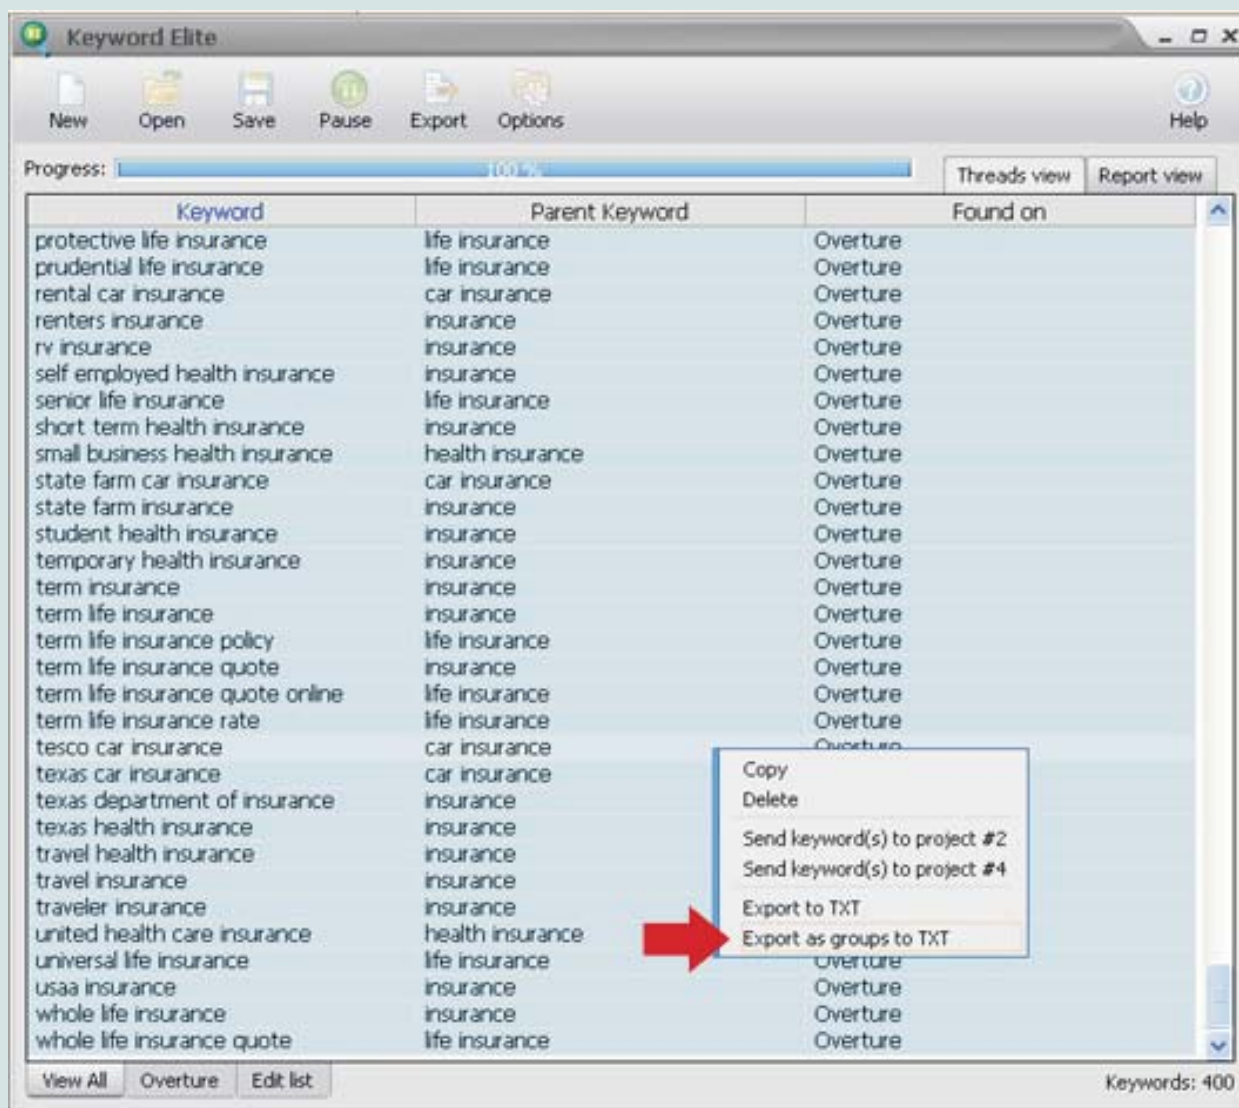 Keyword Elite
New Open Save Pause Export Options Help
Progress: 100 % Threads view Report view
Keyword Parent Keyword Found on
protective life insurance life insurance Overture
prudential life insurance life insurance Overture
rental car insurance car insurance Overture
renters insurance insurance Overture
rv insurance insurance Overture
self employed health insurance insurance Overture
senior life insurance life insurance Overture
short term health insurance insurance Overture
small business health insurance health insurance Overture
state farm car insurance car insurance Overture
state farm insurance insurance Overture
student health insurance insurance Overture
temporary health insurance insurance Overture
term insurance insurance Overture
term life insurance insurance Overture
term life insurance policy life insurance Overture
term life insurance quote insurance Overture
term life insurance quote online life insurance Overture
term life insurance rate life insurance Overture
tesco car insurance car insurance Overture
texas car insurance car insurance Copy
texas department of insurance insurance Delete
texas health insurance insurance Send keyword(s) to project #2
travel health insurance insurance Send keyword(s) to project #4
travel insurance insurance
traveler insurance insurance Export to TXT
united health care insurance health insurance Export as groups to TXT
universal life insurance life insurance Overture
usaa insurance insurance Overture
whole life insurance insurance Overture
whole life insurance quote life insurance Overture
View All Overture Edit list Keywords: 400